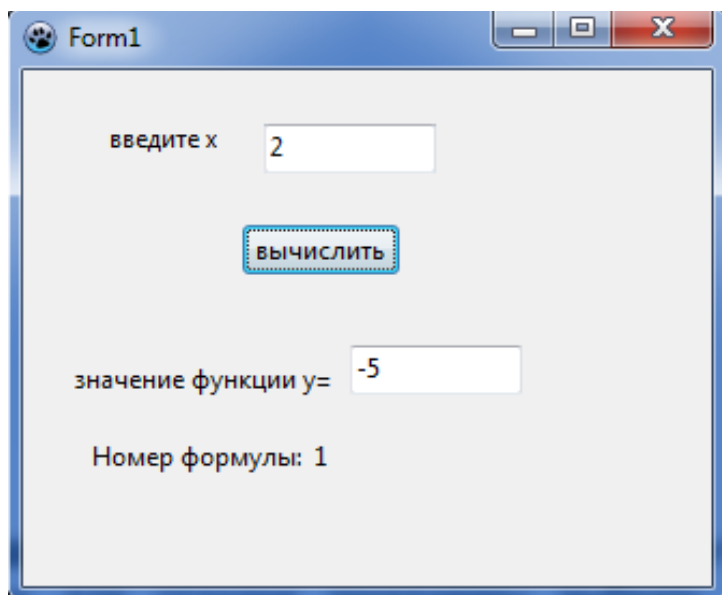 Form1
введите x 2
вычислить
значение функции y= -5
Номер формулы: 1